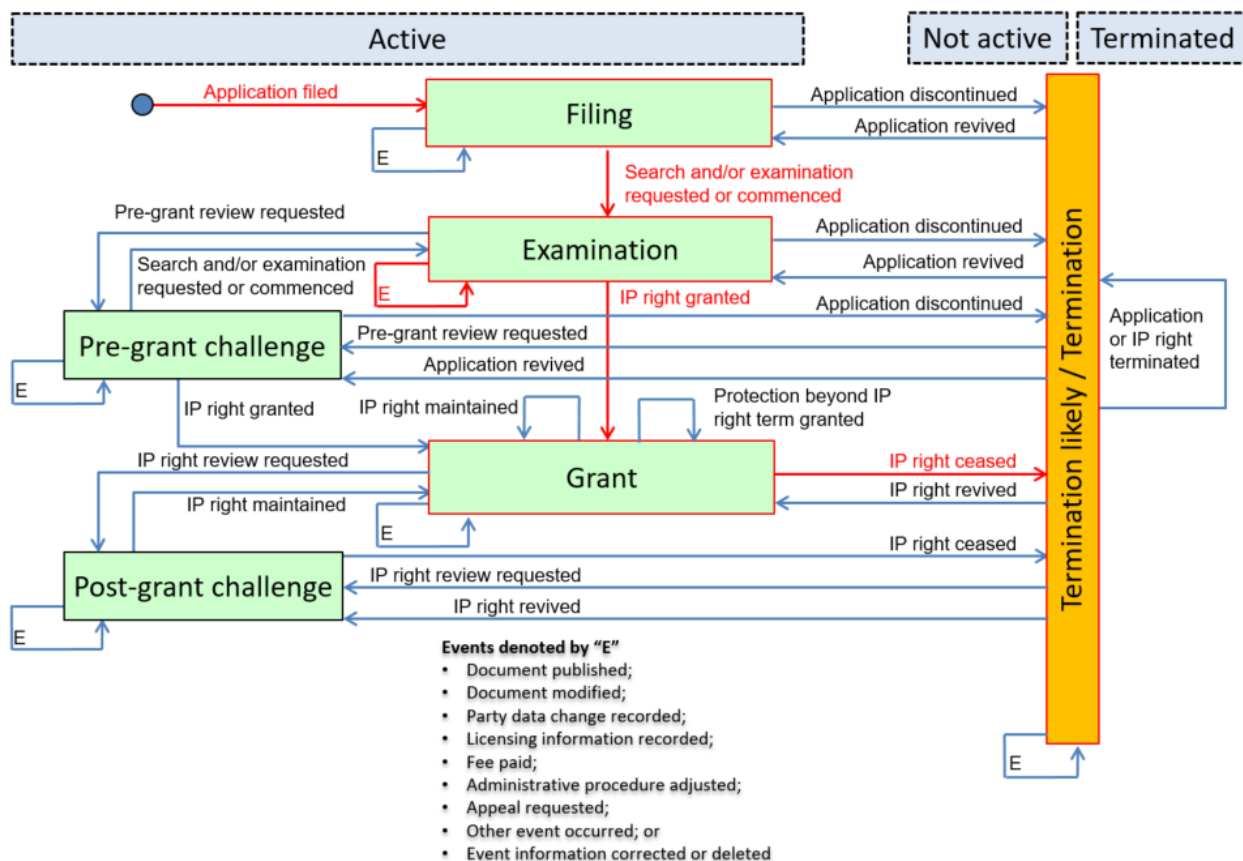 Active
Not active
Terminated
Application filed
Filing
Application discontinued
Application revived
E
Search and/or examination
requested or commenced
Pre-grant review requested
Examination
Application discontinued
Application revived
Search and/or examination
requested or commenced
E
IP right granted
Application discontinued
Pre-grant challenge
Pre-grant review requested
Application revived
E
Application
or IP right
terminated
Termination likely / Termination
IP right granted
IP right maintained
Protection beyond IP
right term granted
IP right review requested
Grant
IP right ceased
IP right revived
IP right maintained
E
IP right ceased
Post-grant challenge
IP right review requested
IP right revived
E
Events denoted by “E”
• Document published;
• Document modified;
• Party data change recorded;
• Licensing information recorded;
• Fee paid;
• Administrative procedure adjusted;
• Appeal requested;
• Other event occurred; or
• Event information corrected or deleted
E